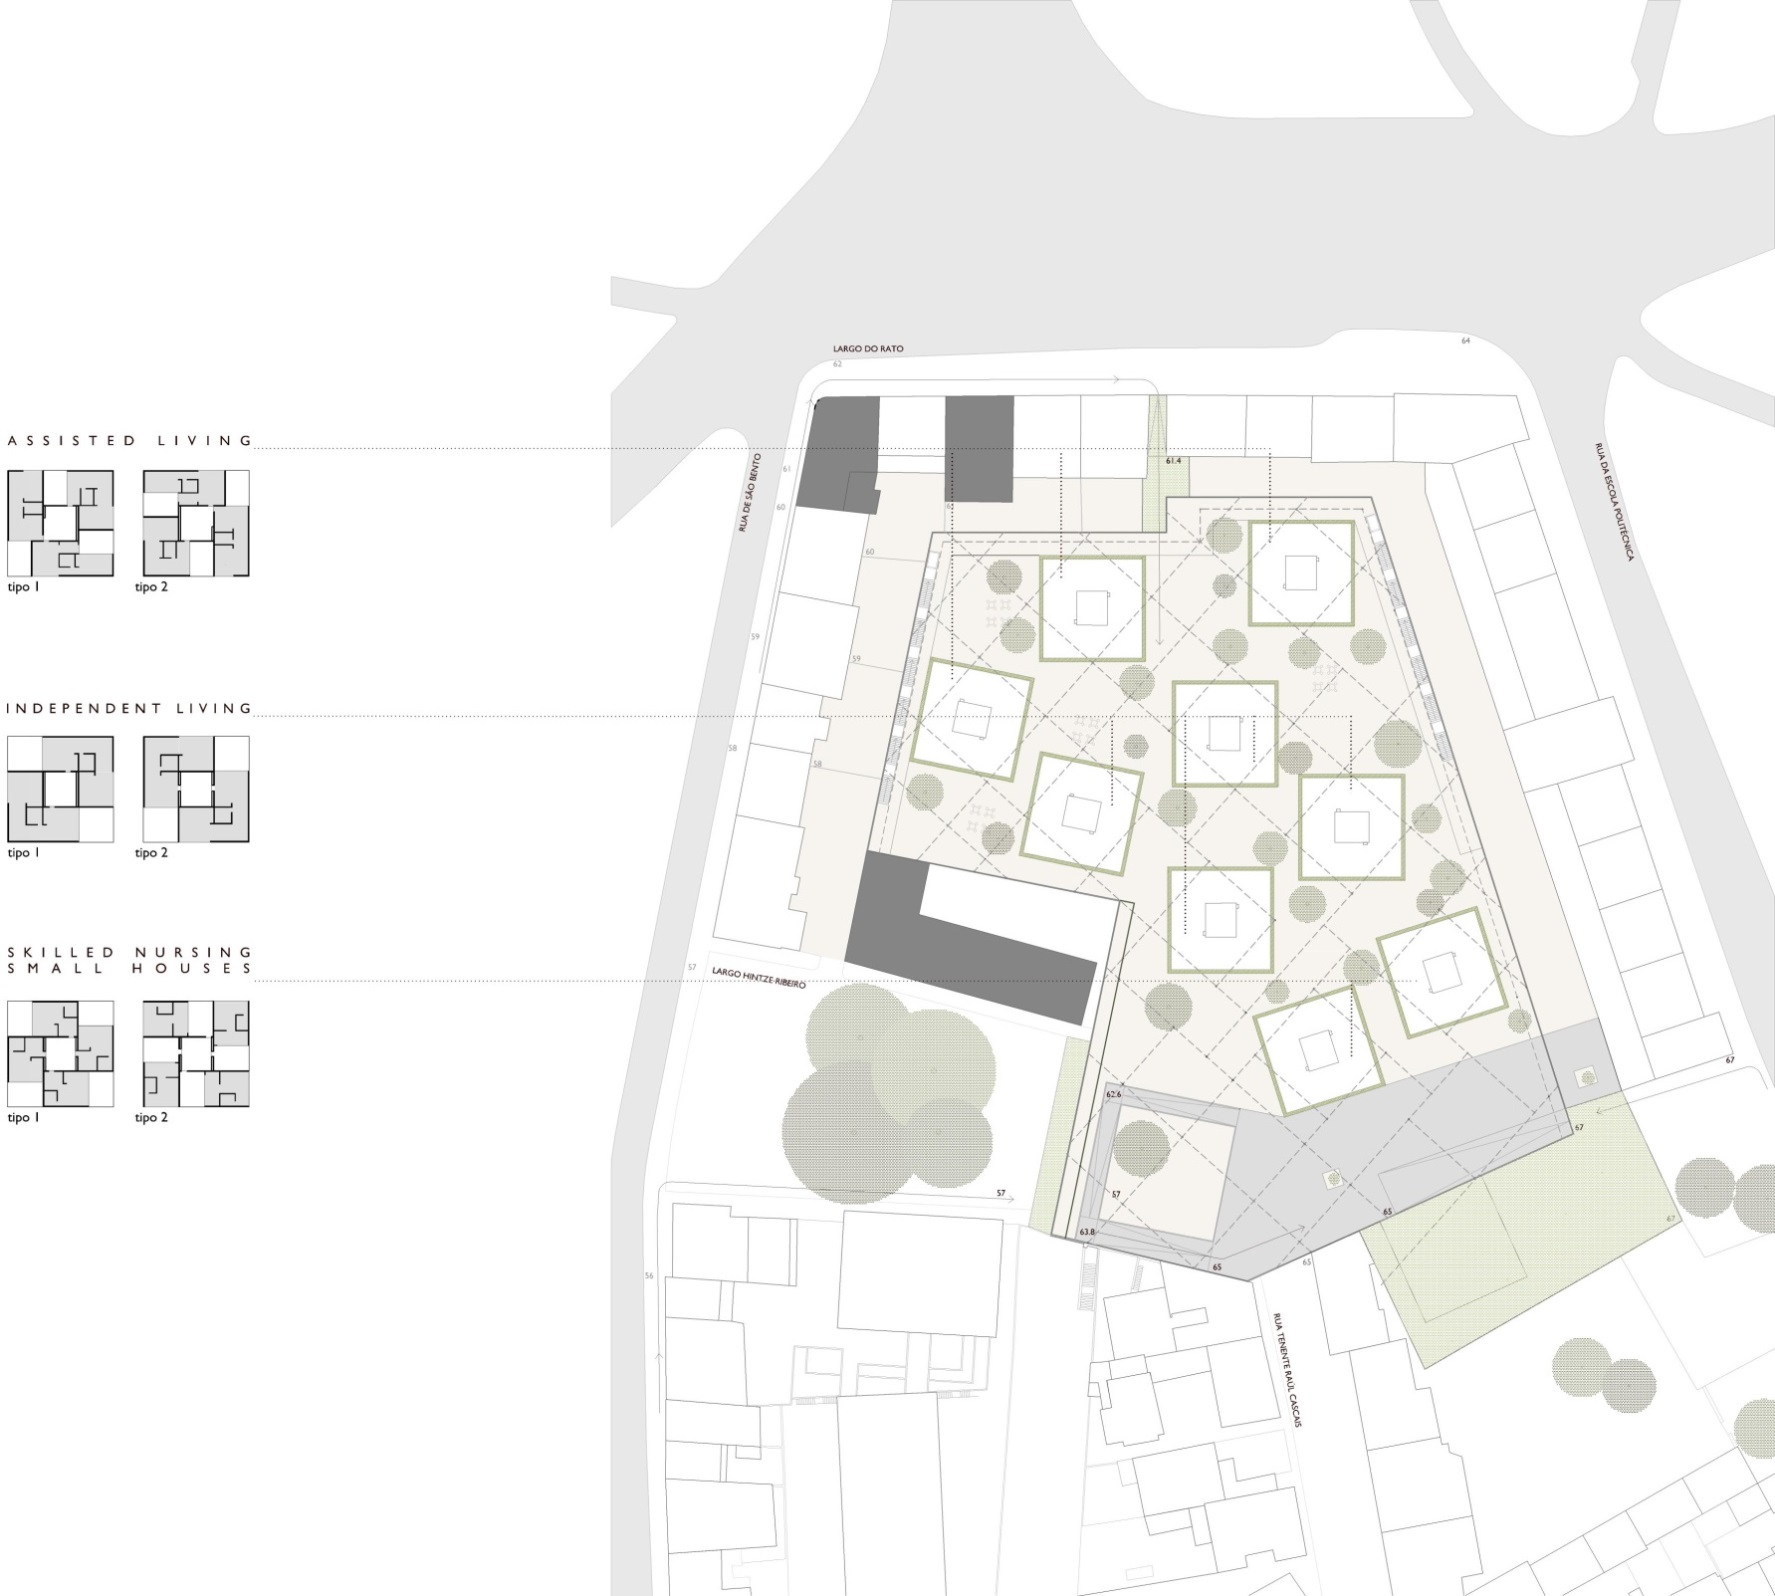 LARGO DO RATO
62
64
ASSISTED LIVING
tipo 1
tipo 2
RUA DE SÃO BENTO
61
60
61.4
RUA DA ESCOLA POLITÉCNICA
60
59
59
58
58
INDEPENDENT LIVING
tipo 1
tipo 2
SKILLED NURSING
SMALL HOUSES
tipo 1
tipo 2
57
LARGO HINTZE RIBEIRO
67
62.6
67
57
57
63.8
65
65
65
67
56
RUA TENENTE RAÚL CASCAIS